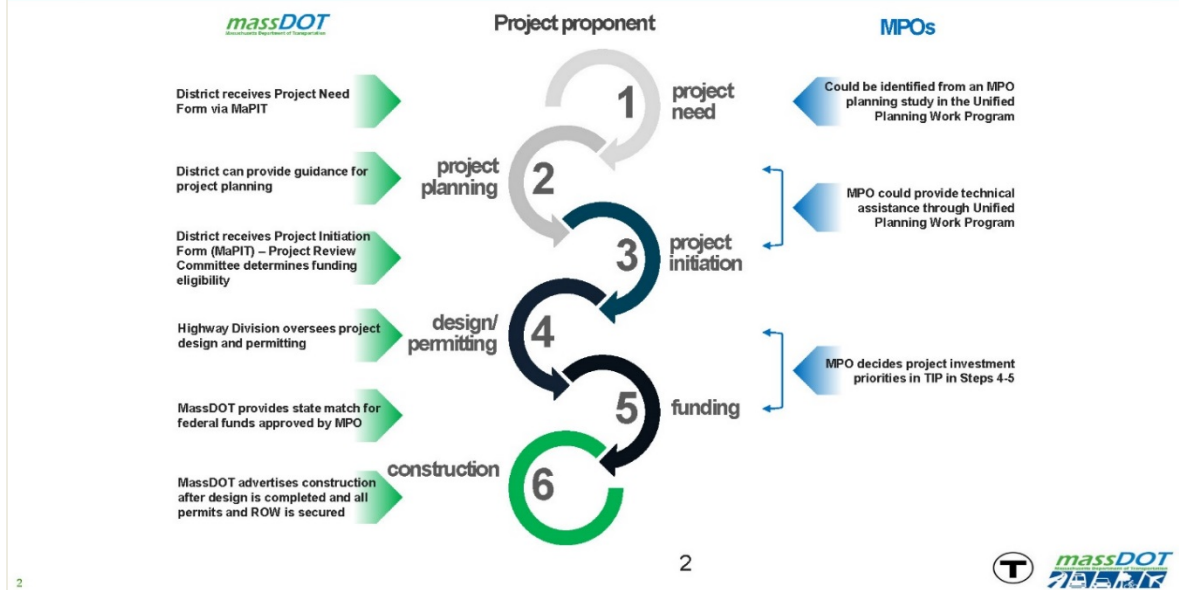 massDOT
Massachusetts Department of Transportation
Project proponent
MPOs
District receives Project Need
Form via MaPIT
1
project
need
Could be identified from an MPO
planning study in the Unified
Planning Work Program
District can provide guidance for
project planning
project
planning
2
MPO could provide technical
assistance through Unified
Planning Work Program
District receives Project Initiation
Form (MaPIT) – Project Review
Committee determines funding
eligibility
3
project
initiation
Highway Division oversees project
design and permitting
design/
permitting
4
MPO decides project investment
priorities in TIP in Steps 4-5
MassDOT provides state match for
federal funds approved by MPO
5
funding
MassDOT advertises construction
after design is completed and all
permits and ROW is secured
construction
6
2
2
T
massDOT
Massachusetts Department of Transportation